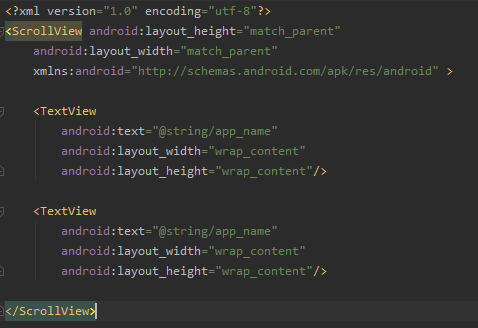 <?xml version="1.0" encoding="utf-8"?>
<ScrollView android:layout_height="match_parent"
    android:layout_width="match_parent"
    xmlns:android="http://schemas.android.com/apk/res/android" >
    <TextView
        android:text="@string/app_name"
        android:layout_width="wrap_content"
        android:layout_height="wrap_content"/>
    <TextView
        android:text="@string/app_name"
        android:layout_width="wrap_content"
        android:layout_height="wrap_content"/>
</ScrollView>